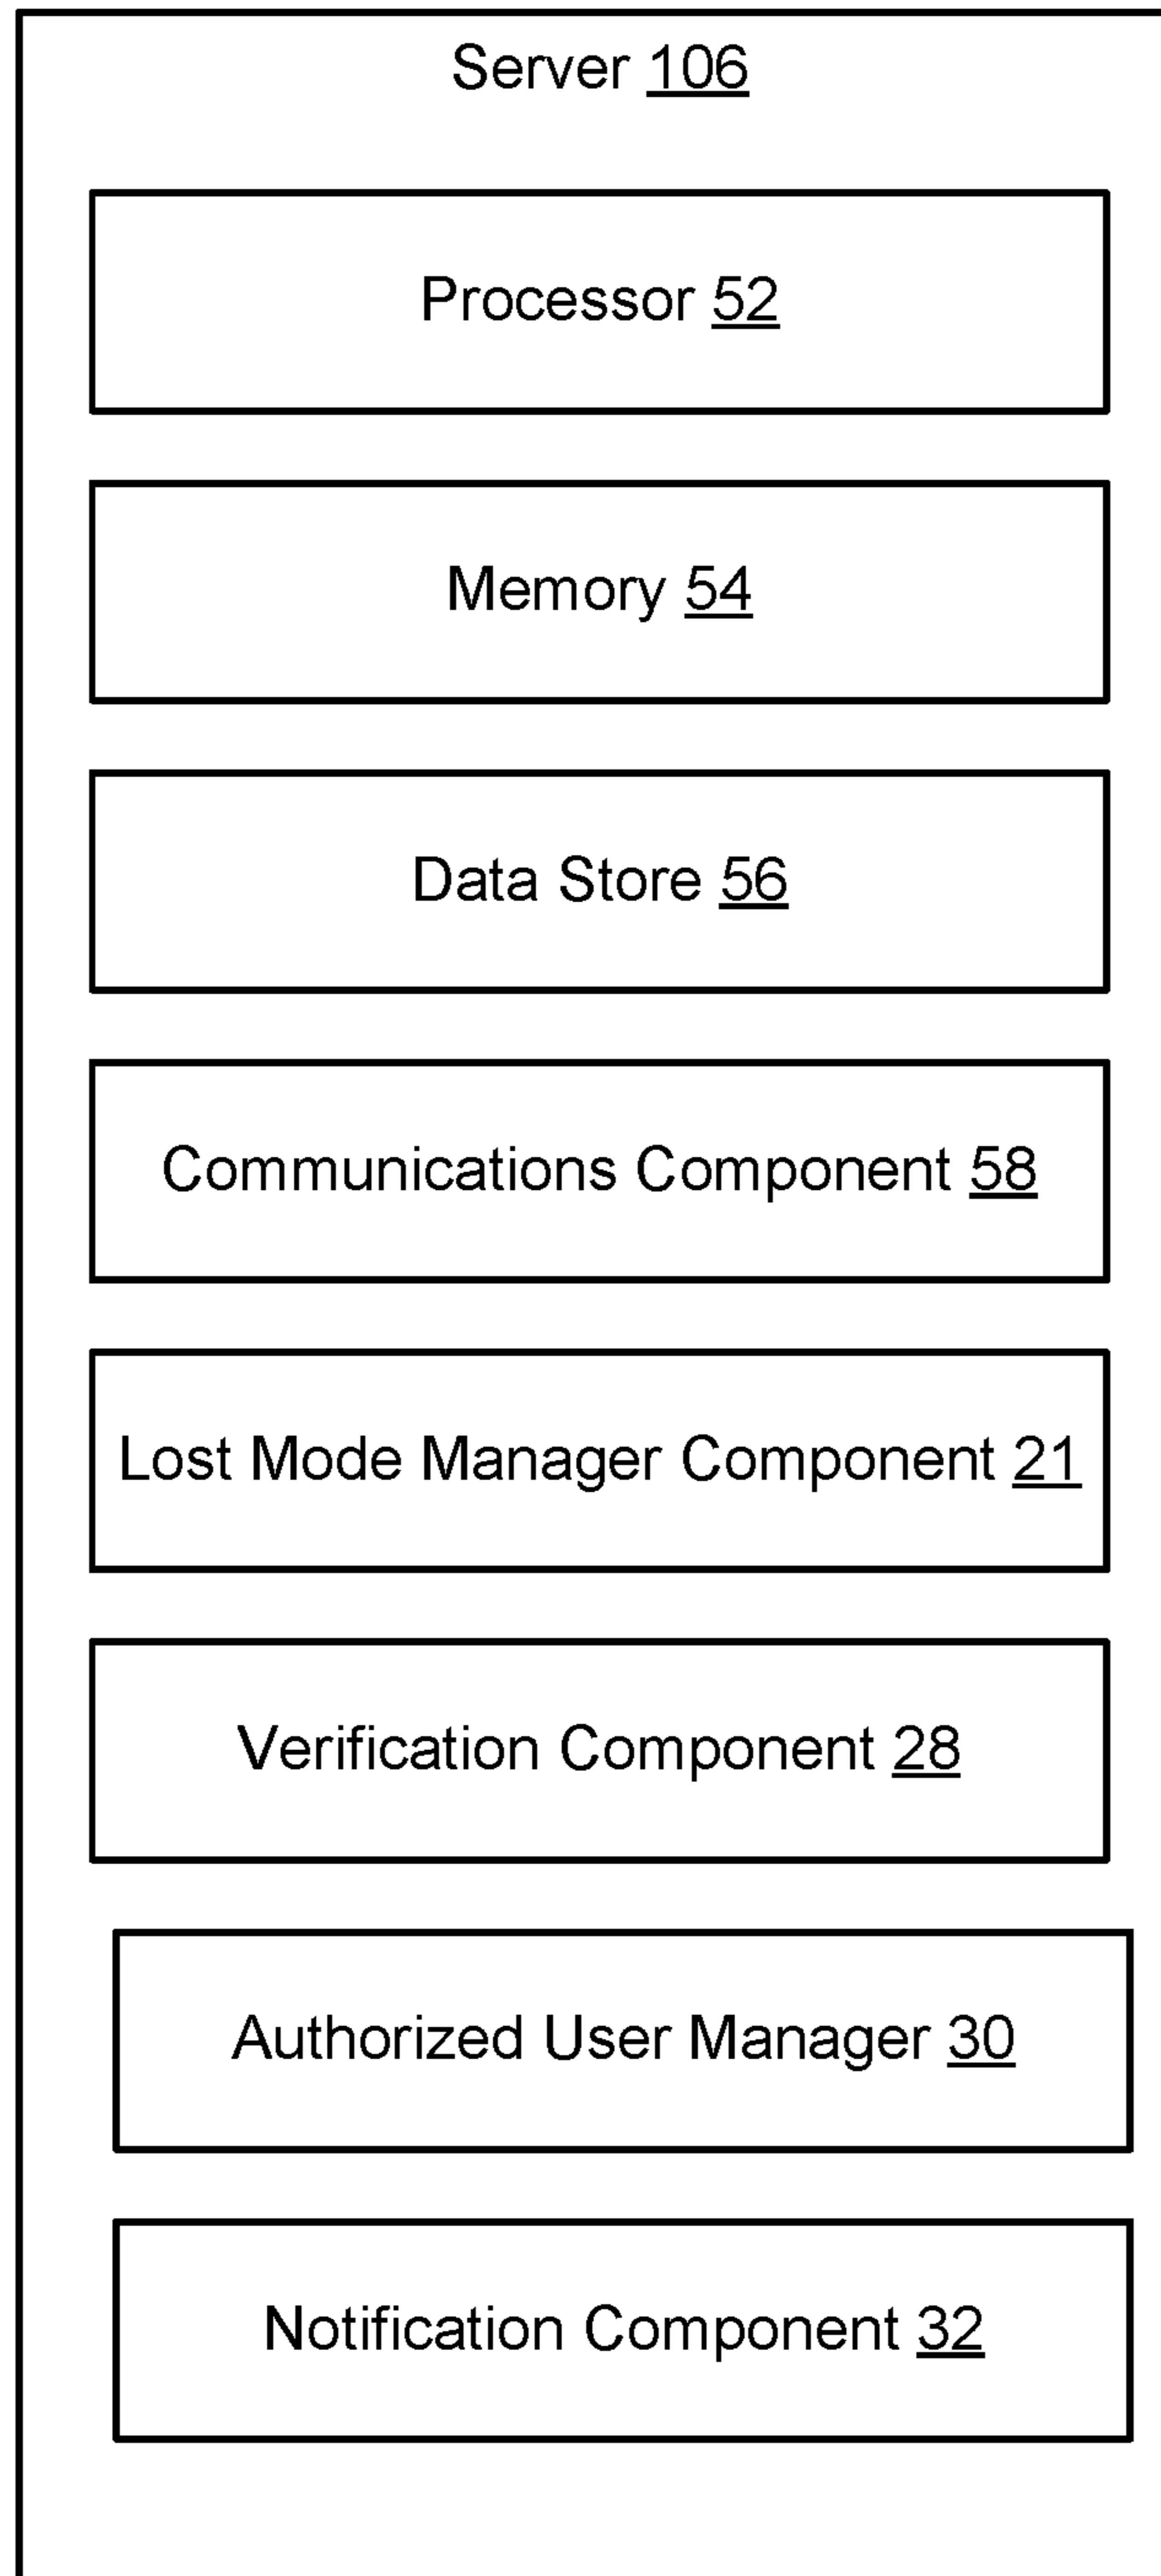 Server 106
Processor 52
Memory 54
Data Store 56
Communications Component 58
Lost Mode Manager Component 21
Verification Component 28
Authorized User Manager 30
Notification Component 32